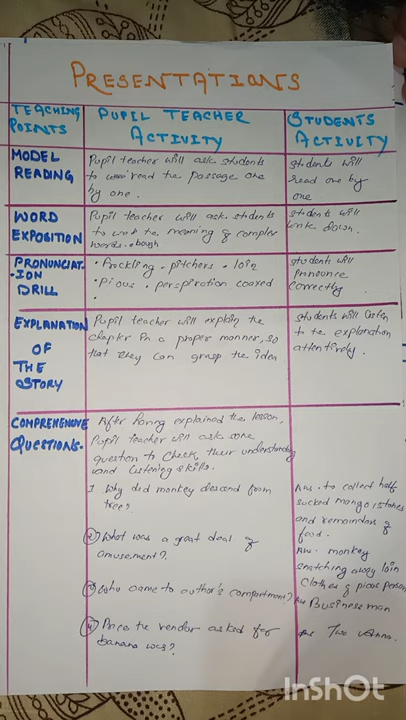 PRESENTATIONS
TEACHING POINTS
PUPIL TEACHER ACTIVITY
STUDENTS ACTIVITY
MODEL READING
Pupil teacher will ask students
to read the passage one
by one.
students will
read one by
one
WORD EXPOSITION
Pupil teacher will ask students
to the meaning of complex
words.
students will
down.
PRONUNCIAT-
-ION
DRILL
pitchers • loin
• Pious • perspiration
students will
Pronounce
correctly
EXPLANATION
OF
THE
STORY
Pupil teacher will explain the
chapter in a proper manner, so
that they can grasp the idea
students will listen
to the explanation
attentively.
COMPREHENSIVE
QUESTIONS.
After having explained the lesson,
Pupil teacher will ask some
question to check their understanding
and listening skills.
1 Why did monkey descend from
tree?
Ans. to collect half
sucked mango stones
and remainders of
food.
② What was a great deal of
amusement?
Ans. monkey
snatching away loin
clothes of pious person
③ Who came to author's compartment?
Ans Businessman
④ Price the vendor asked for
banana was?
Ans Two Anna.
InShOt